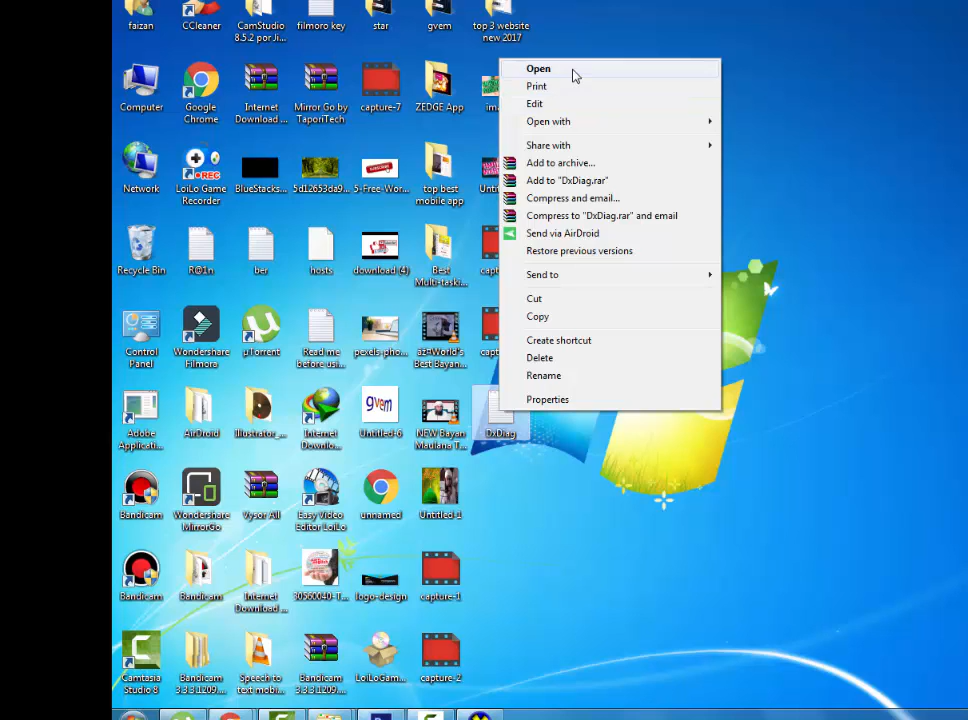 faizan
CCleaner
CamStudio
8.5.2 por Ji...
filmoro key
star
gvem
top 3 website
new 2017
Computer
Google
Chrome
Internet
Download ...
Mirror Go by
TaporiTech
capture-7
ZEDGE App
Network
LoiLo Game
Recorder
BlueStacks...
5d12653da9...
5-Free-Wor...
top best
mobile app
Recycle Bin
R@1n
ber
hosts
download (4)
Best
Multi-taski...
Control
Panel
Wondershare
Filmora
µTorrent
Read me
before usi...
pexels-pho...
Best Bayan...
Adobe
Applicati...
AirDroid
Illustrator_...
Internet
Downlo...
gvem
Untitled-6
NEW Bayan
Maulana T...
DxDiag
Bandicam
Wondershare
MirrorGo
Vysor All
Easy Video
Editor LoiLo
unnamed
Untitled-1
Bandicam
Bandicam
Internet
Download ...
30560040-T...
logo-design
capture-1
Camtasia
Studio 8
Bandicam
3.3.3.1209...
Speech to
text mobi...
Bandicam
3.3.3.1209...
LoiLoGam...
capture-2
Open
Print
Edit
Open with
Share with
Add to archive...
Add to "DxDiag.rar"
Compress and email...
Compress to "DxDiag.rar" and email
Send via AirDroid
Restore previous versions
Send to
Cut
Copy
Create shortcut
Delete
Rename
Properties